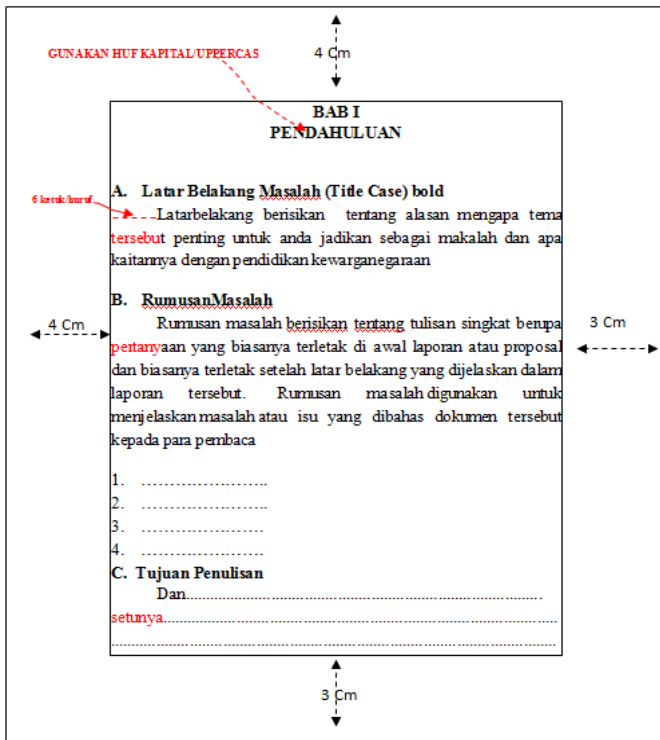 GUNAKAN HUF KAPITAL/UPPERCAS
4 Cm
BAB I
PENDAHULUAN
A. Latar Belakang Masalah (Title Case) bold
6 ketuk/huruf
Latarbelakang berisikan tentang alasan mengapa tema
tersebut penting untuk anda jadikan sebagai makalah dan apa
kaitannya dengan pendidikan kewarganegaraan
B. RumusanMasalah
4 Cm
3 Cm
Rumusan masalah berisikan tentang tulisan singkat berupa
pertanyaan yang biasanya terletak di awal laporan atau proposal
dan biasanya terletak setelah latar belakang yang dijelaskan dalam
laporan tersebut. Rumusan masalah digunakan untuk
menjelaskan masalah atau isu yang dibahas dokumen tersebut
kepada para pembaca
1. ........................
2. ........................
3. .......................
4. .......................
C. Tujuan Penulisan
Dan................................................................................
setunya........................................................................................
....................................................................................................
3 Cm